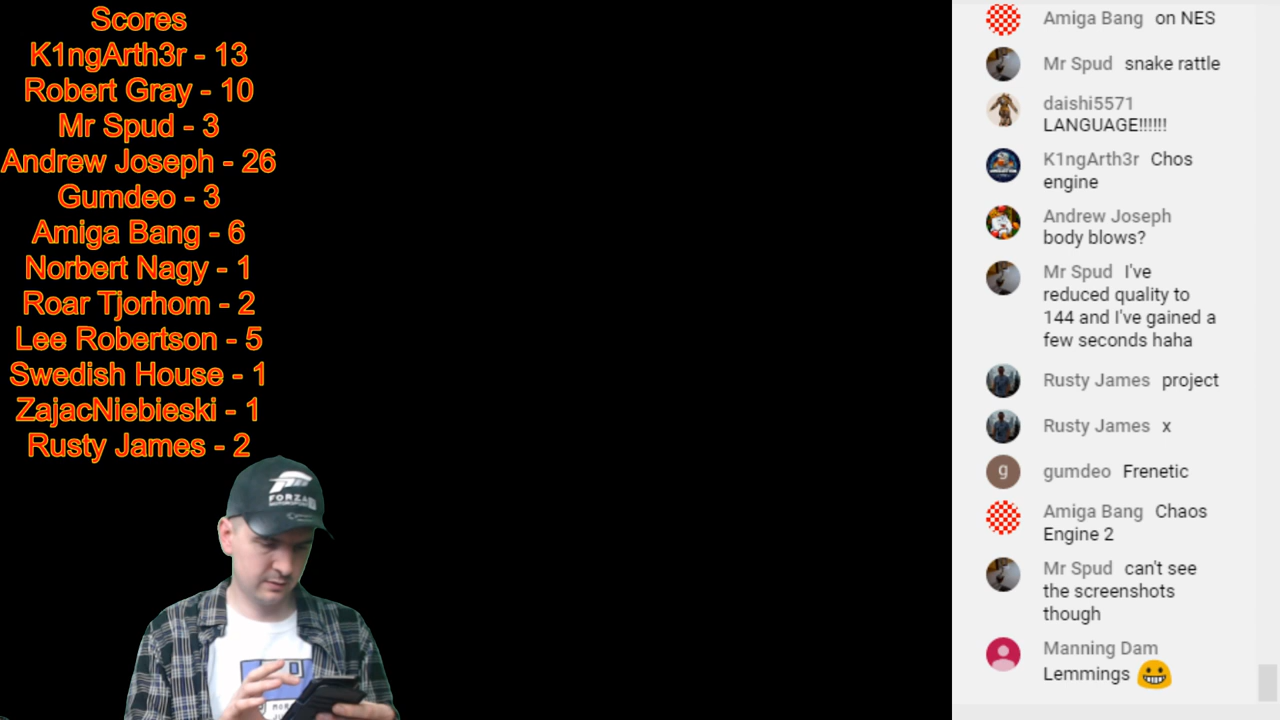 Scores
K1ngArth3r - 13
Robert Gray - 10
Mr Spud - 3
Andrew Joseph - 26
Gumdeo - 3
Amiga Bang - 6
Norbert Nagy - 1
Roar Tjorhom - 2
Lee Robertson - 5
Swedish House - 1
ZajacNiebieski - 1
Rusty James - 2
FORZA
MOTORSPORT
Amiga Bang on NES
Mr Spud snake rattle
daishi5571
LANGUAGE!!!!!!
K1ngArth3r Chos
engine
Andrew Joseph
body blows?
Mr Spud I've
reduced quality to
144 and I've gained a
few seconds haha
Rusty James project
Rusty James x
g
gumdeo Frenetic
Amiga Bang Chaos
Engine 2
Mr Spud can't see
the screenshots
though
Manning Dam
Lemmings 😀